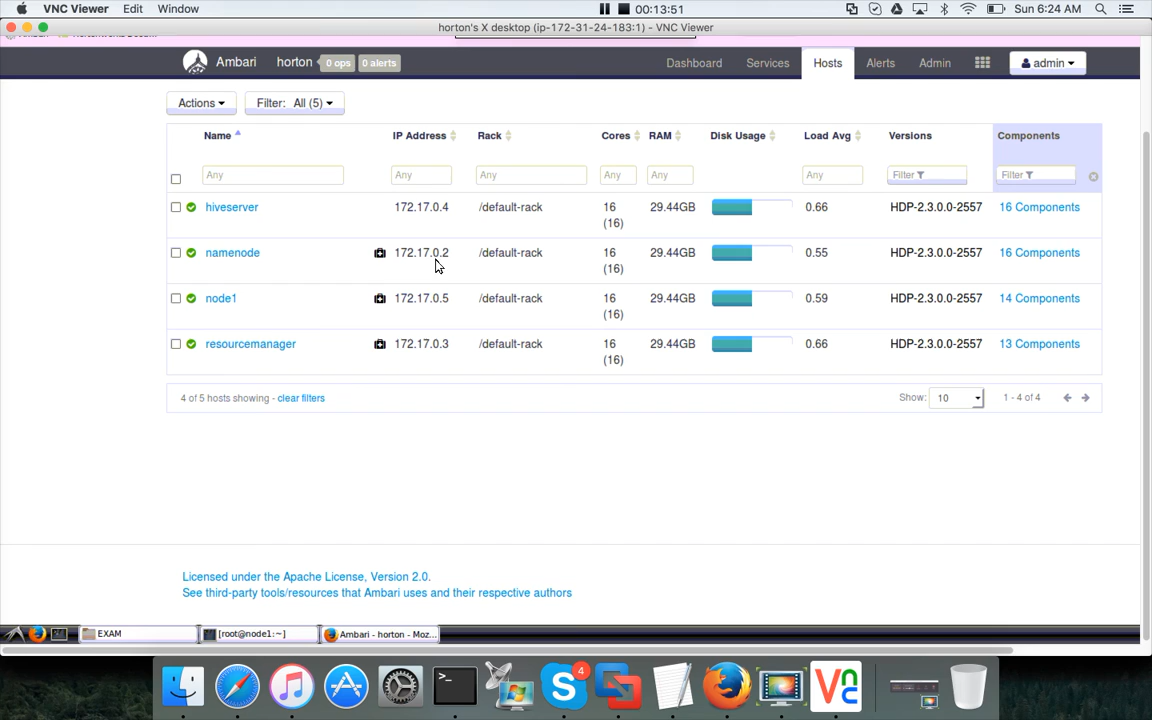 VNC Viewer Edit Window 00:13:51 Sun 6:24 AM
horton's X desktop (ip-172-31-24-183:1) - VNC Viewer
Ambari horton 0 ops 0 alerts Dashboard Services Hosts Alerts Admin admin
Actions Filter: All (5)
Name IP Address Rack Cores RAM Disk Usage Load Avg Versions Components
Any Any Any Any Any Any Filter Filter
hiveserver 172.17.0.4 /default-rack 16 29.44GB 0.66 HDP-2.3.0.0-2557 16 Components
(16)
namenode 172.17.0.2 /default-rack 16 29.44GB 0.55 HDP-2.3.0.0-2557 16 Components
(16)
node1 172.17.0.5 /default-rack 16 29.44GB 0.59 HDP-2.3.0.0-2557 14 Components
(16)
resourcemanager 172.17.0.3 /default-rack 16 29.44GB 0.66 HDP-2.3.0.0-2557 13 Components
(16)
4 of 5 hosts showing - clear filters Show: 10 1 - 4 of 4
Licensed under the Apache License, Version 2.0.
See third-party tools/resources that Ambari uses and their respective authors
EXAM [root@node1:~] Ambari - horton - Moz...
4